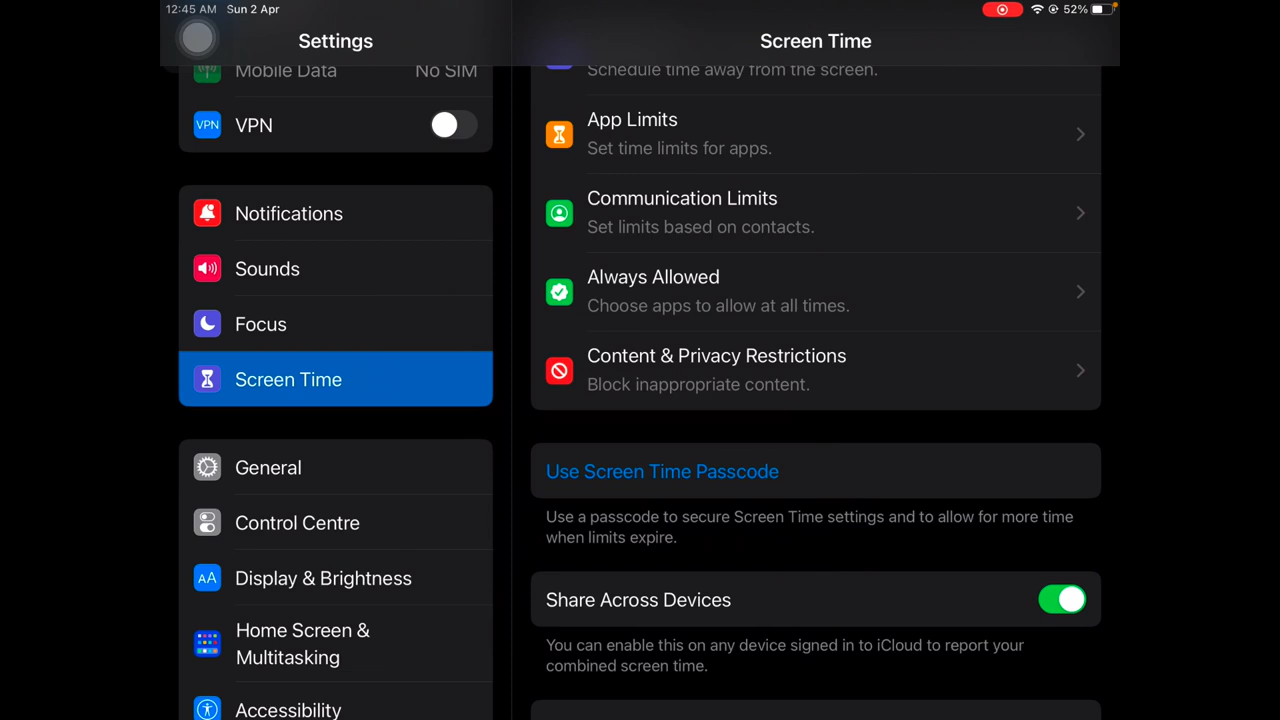 12:45 AM Sun 2 Apr
52%
Settings
Mobile Data No SIM
VPN VPN
Notifications
Sounds
Focus
Screen Time
General
Control Centre
AA Display & Brightness
Home Screen &
Multitasking
Accessibility
Screen Time
Schedule time away from the screen.
App Limits
Set time limits for apps.
Communication Limits
Set limits based on contacts.
Always Allowed
Choose apps to allow at all times.
Content & Privacy Restrictions
Block inappropriate content.
Use Screen Time Passcode
Use a passcode to secure Screen Time settings and to allow for more time
when limits expire.
Share Across Devices
You can enable this on any device signed in to iCloud to report your
combined screen time.